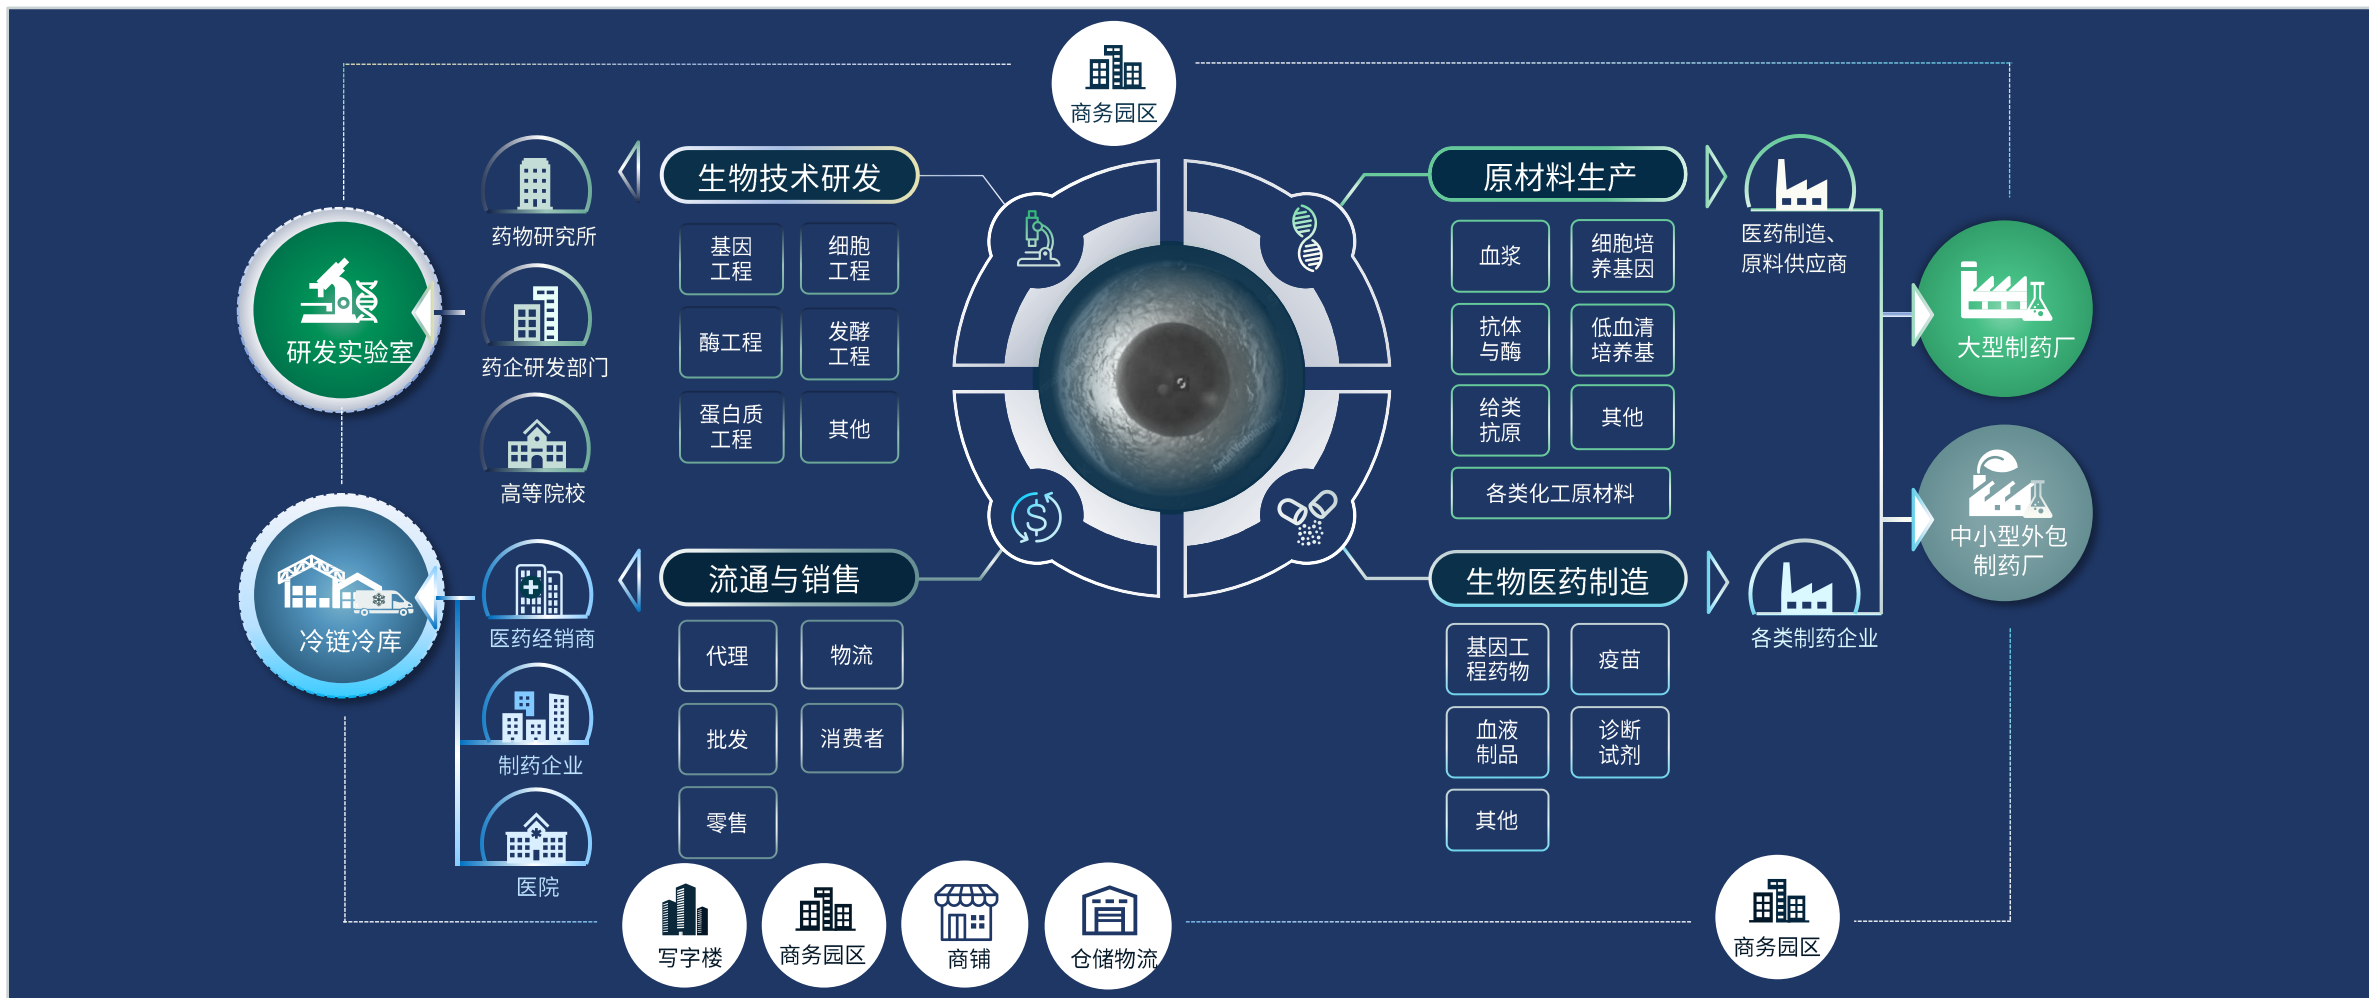 商务园区
生物技术研发
原材料生产
药物研究所
基因
工程
细胞
工程
血浆
细胞培
养基因
医药制造、
原料供应商
研发实验室
药企研发部门
酶工程
发酵
工程
抗体
与酶
低血清
培养基
大型制药厂
高等院校
蛋白质
工程
其他
给类
抗原
其他
各类化工原材料
中小型外包
制药厂
流通与销售
生物医药制造
冷链冷库
医药经销商
代理
物流
基因工
程药物
疫苗
各类制药企业
制药企业
批发
消费者
血液
制品
诊断
试剂
医院
零售
其他
写字楼
商务园区
商铺
仓储物流
商务园区